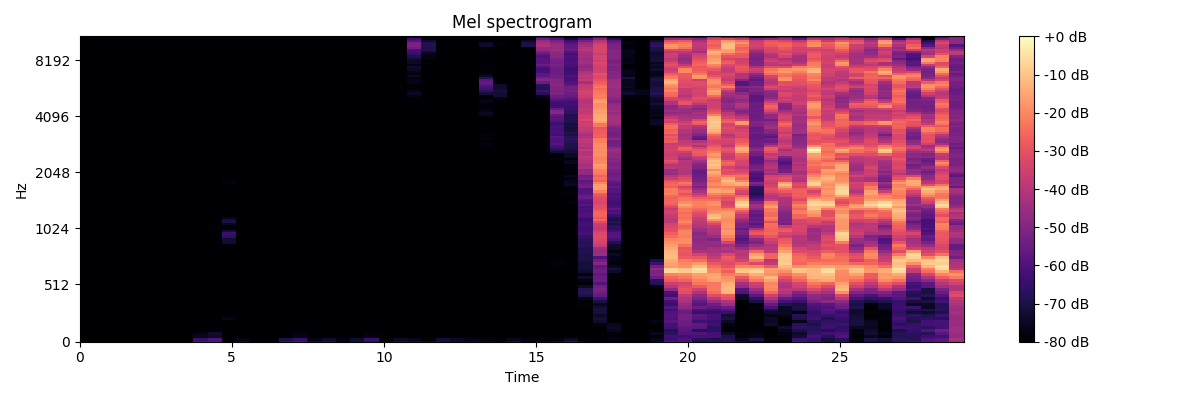 Mel spectrogram
8192
4096
2048
1024
512
0
Hz
0 5 10 15 20 25
Time
+0 dB
-10 dB
-20 dB
-30 dB
-40 dB
-50 dB
-60 dB
-70 dB
-80 dB